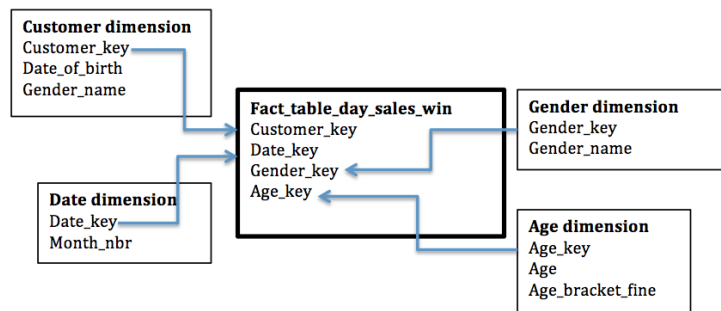 Customer dimension
Customer_key
Date_of_birth
Gender_name
Fact_table_day_sales_win
Customer_key
Date_key
Gender_key
Age_key
Gender dimension
Gender_key
Gender_name
Date dimension
Date_key
Month_nbr
Age dimension
Age_key
Age
Age_bracket_fine